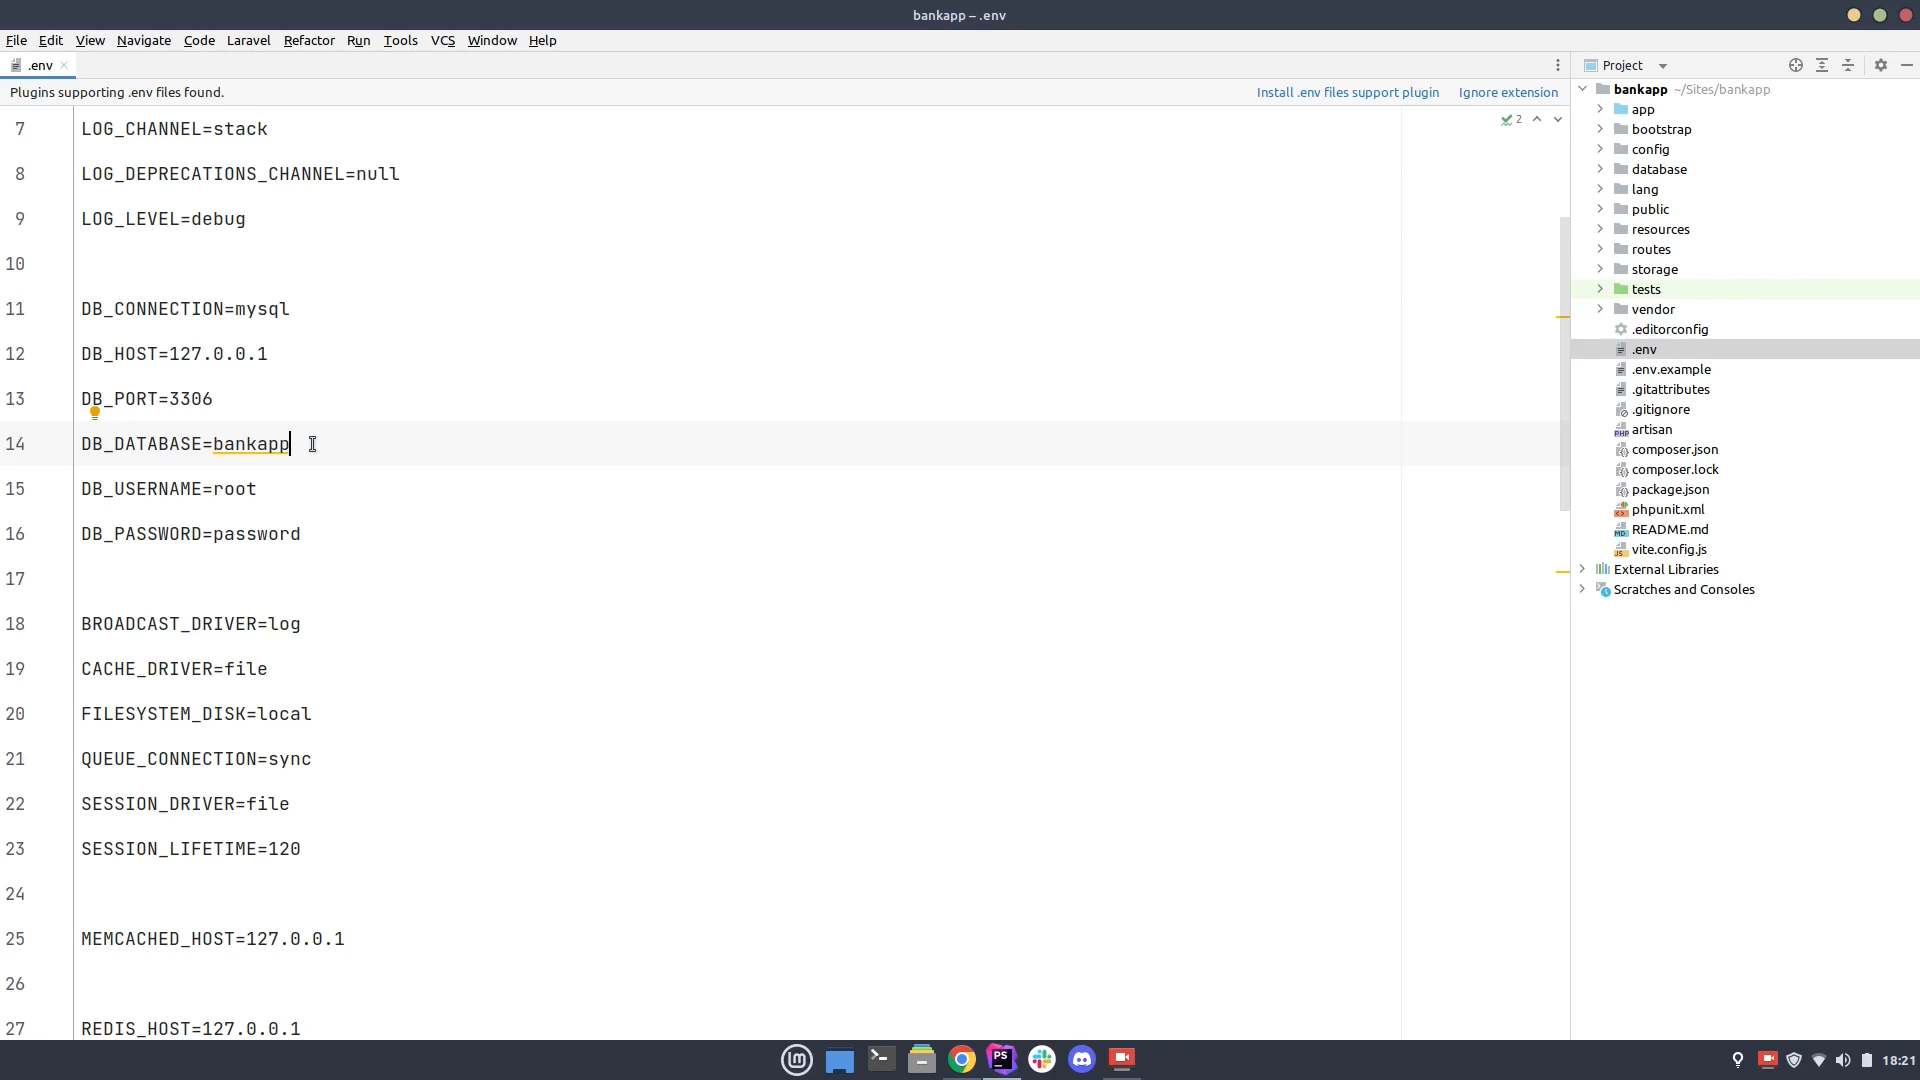 bankapp – .env
File Edit View Navigate Code Laravel Refactor Run Tools VCS Window Help
.env
Project
Plugins supporting .env files found. Install .env files support plugin Ignore extension
2
7 LOG_CHANNEL=stack
8 LOG_DEPRECATIONS_CHANNEL=null
9 LOG_LEVEL=debug
10
11 DB_CONNECTION=mysql
12 DB_HOST=127.0.0.1
13 DB_PORT=3306
14 DB_DATABASE=bankapp
15 DB_USERNAME=root
16 DB_PASSWORD=password
17
18 BROADCAST_DRIVER=log
19 CACHE_DRIVER=file
20 FILESYSTEM_DISK=local
21 QUEUE_CONNECTION=sync
22 SESSION_DRIVER=file
23 SESSION_LIFETIME=120
24
25 MEMCACHED_HOST=127.0.0.1
26
27 REDIS_HOST=127.0.0.1
bankapp ~/Sites/bankapp
app
bootstrap
config
database
lang
public
resources
routes
storage
tests
vendor
.editorconfig
.env
.env.example
.gitattributes
.gitignore
artisan
composer.json
composer.lock
package.json
phpunit.xml
README.md
vite.config.js
External Libraries
Scratches and Consoles
PS
18:21